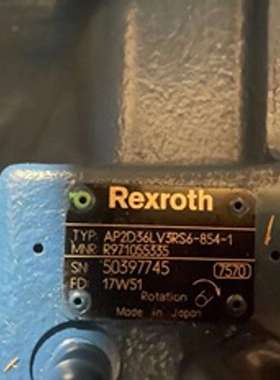 Rexroth
TYP: AP2D36LV3RS6-854-1
MNR: R971055335
SN: 50397745 7520
FD: 17W51
Rotation
Made in Japan